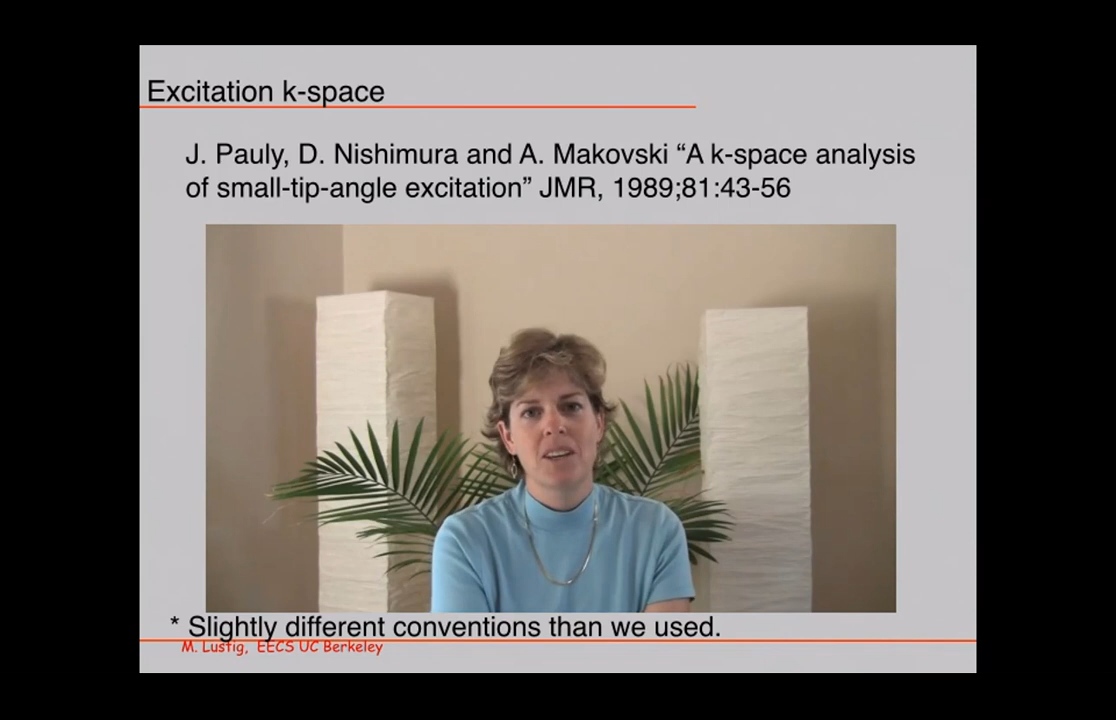 Excitation k-space
J. Pauly, D. Nishimura and A. Makovski “A k-space analysis
of small-tip-angle excitation” JMR, 1989;81:43-56
* Slightly different conventions than we used.
M. Lustig, EECS UC Berkeley